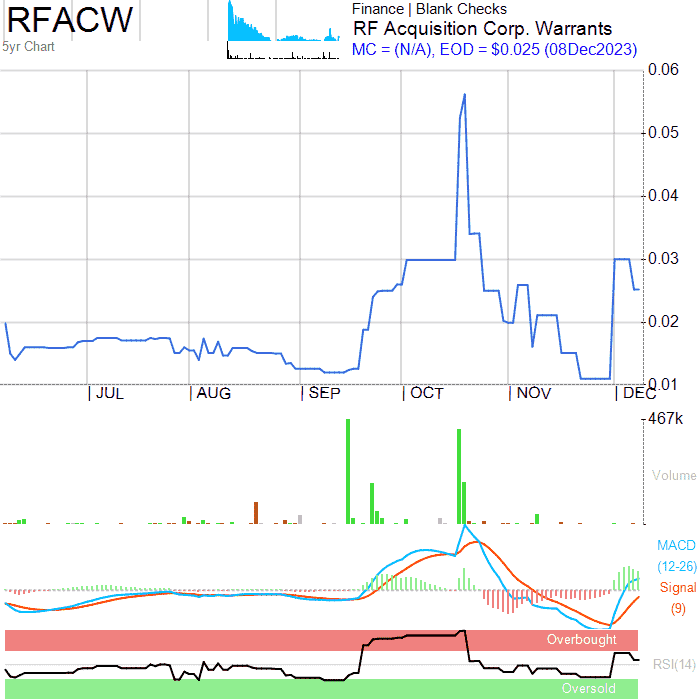 RFACW
5yr Chart
Finance | Blank Checks
RF Acquisition Corp. Warrants
MC = (N/A), EOD = $0.025 (08Dec2023)
0.06
0.05
0.04
0.03
0.02
0.01
JUL AUG SEP OCT NOV DEC
467k
Volume
MACD
(12-26)
Signal
(9)
Overbought
RSI(14)
Oversold